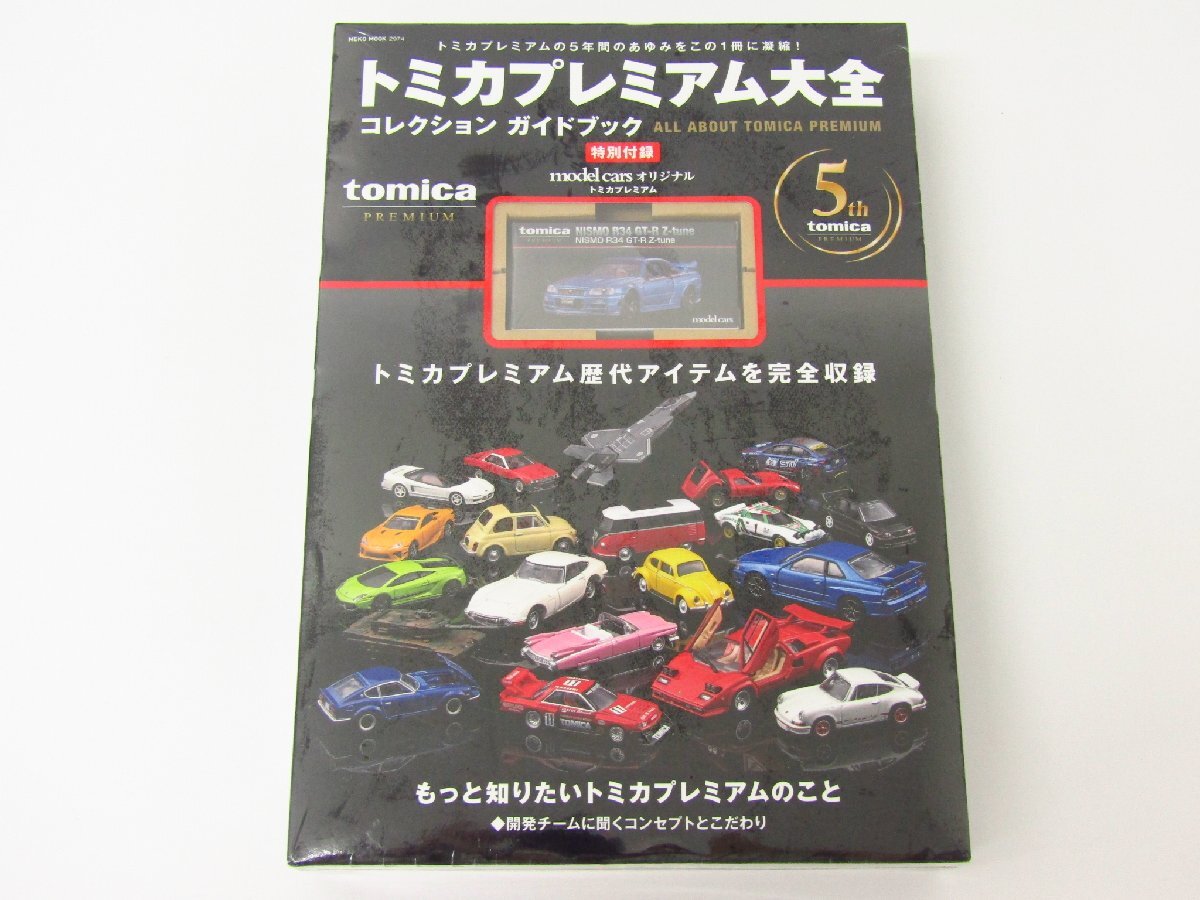 NEKO MOOK 2974
トミカプレミアムの5年間のあゆみをこの1冊に凝縮!
トミカプレミアム大全
コレクション ガイドブック ALL ABOUT TOMICA PREMIUM
特別付録
model cars オリジナル
トミカプレミアム
tomica
PREMIUM
5th
tomica
PREMIUM
tomica NISMO R34 GT-R Z-tune
PREMIUM NISMO R34 GT-R Z-tune
model cars
トミカプレミアム歴代アイテムを完全収録
TOMICA
TOMICA
もっと知りたいトミカプレミアムのこと
◆開発チームに聞くコンセプトとこだわり